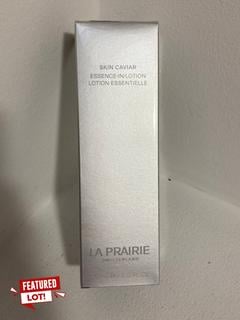 SKIN CAVIAR
ESSENCE-IN-LOTION
LOTION ESSENTIELLE
LA PRAIRIE
SWITZERLAND
FEATURED
LOT!